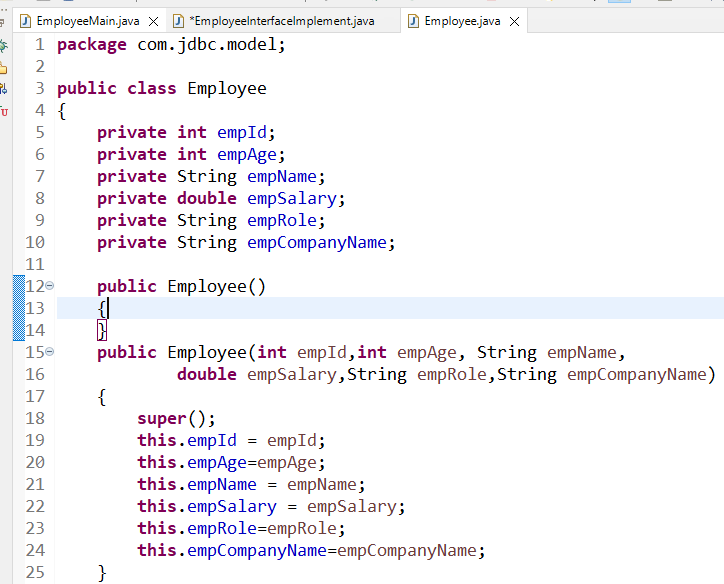 EmployeeMain.java
*EmployeeInterfaceImplement.java
Employee.java
1 package com.jdbc.model;
2
3 public class Employee
4 {
5 private int empId;
6 private int empAge;
7 private String empName;
8 private double empSalary;
9 private String empRole;
10 private String empCompanyName;
11
12 public Employee()
13 {
14 }
15 public Employee(int empId,int empAge, String empName,
16 double empSalary,String empRole,String empCompanyName)
17 {
18 super();
19 this.empId = empId;
20 this.empAge=empAge;
21 this.empName = empName;
22 this.empSalary = empSalary;
23 this.empRole=empRole;
24 this.empCompanyName=empCompanyName;
25 }